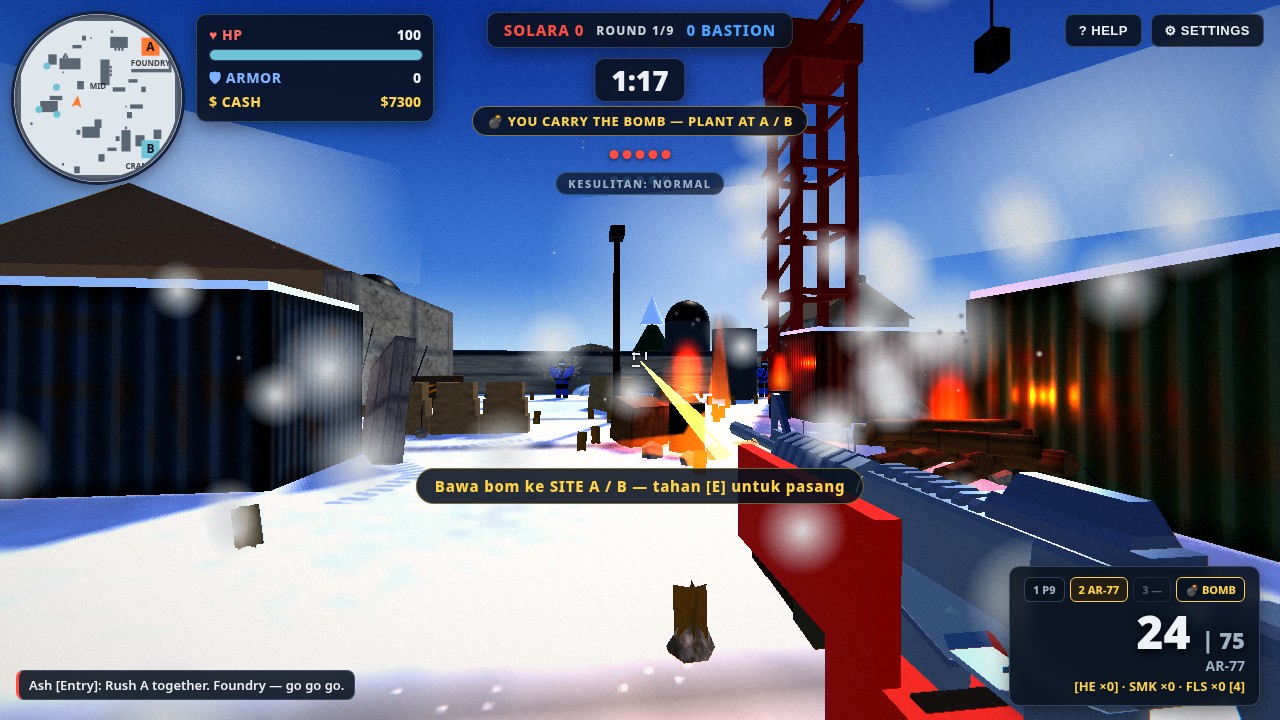 A
FOUNDRY
MID
B
♥ HP 100
🛡 ARMOR 0
$ CASH $7300
SOLARA 0 ROUND 1/9 0 BASTION
1:17
💣 YOU CARRY THE BOMB — PLANT AT A / B
KESULITAN: NORMAL
? HELP
⚙ SETTINGS
Bawa bom ke SITE A / B — tahan [E] untuk pasang
Ash [Entry]: Rush A together. Foundry — go go go.
1 P9 2 AR-77 3 — 💣 BOMB
24 | 75
AR-77
[HE ×0] · SMK ×0 · FLS ×0 [4]